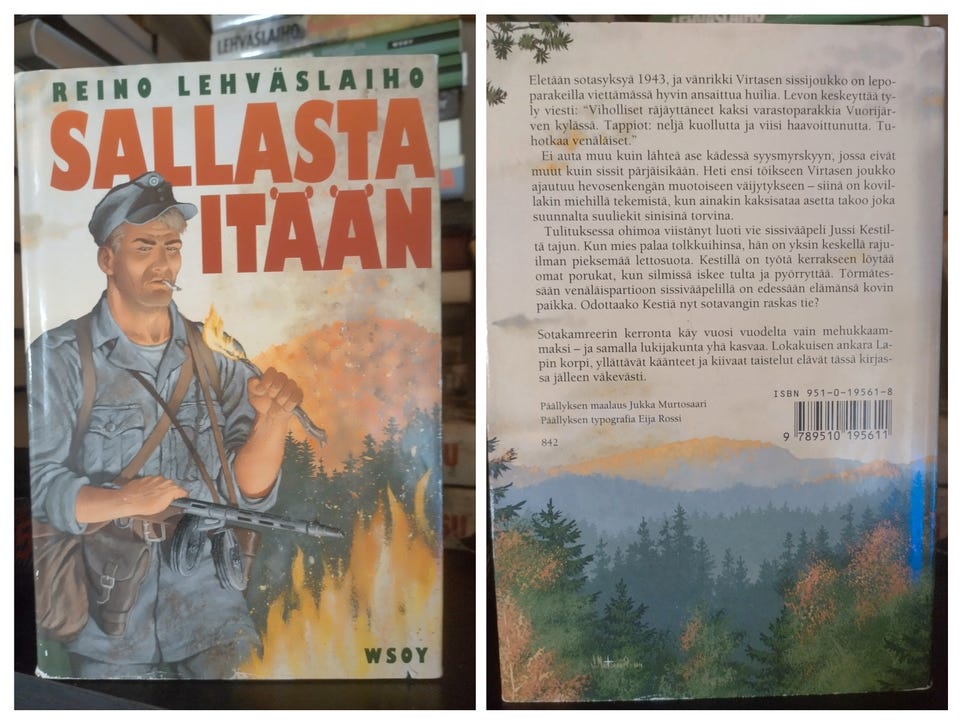 LEHVÄSLAIHO
WSOY
REINO LEHVÄSLAIHO
SALLASTA
ITÄÄN
WSOY
Eletään sotasyksyä 1943, ja vänrikki Virtasen sissijoukko on lepo-
parakeilla viettämässä hyvin ansaittua huilia. Levon keskeyttää ty-
ly viesti: "Viholliset räjäyttäneet kaksi varastoparakkia Vuorijär-
ven kylässä. Tappiot: neljä kuollutta ja viisi haavoittunutta. Tu-
hotkaa venäläiset."
Ei auta muu kuin lähteä ase kädessä syysmyrskyyn, jossa eivät
muut kuin sissit pärjäisikään. Heti ensi töikseen Virtasen joukko
ajautuu hevosenkengän muotoiseen väijytykseen – siinä on kovil-
lakin miehillä tekemistä, kun ainakin kaksisataa asetta takoo joka
suunnalta suuliekit sinisinä torvina.
Tulituksessa ohimoa viistänyt luoti vie sissivääpeli Jussi Kestil-
tä tajun. Kun mies palaa tolkkuihinsa, hän on yksin keskellä raju-
ilman pieksemää lettosuota. Kestillä on työtä kerrakseen löytää
omat porukat, kun silmissä iskee tulta ja pyörryttää. Törmätes-
sään venäläispartioon sissivääpelillä on edessään elämänsä kovin
paikka. Odottaako Kestiä nyt sotavangin raskas tie?
Sotakamreerin kerronta käy vuosi vuodelta vain mehukkaam-
maksi – ja samalla lukijakunta yhä kasvaa. Lokakuisen ankara La-
pin korpi, yllättävät käänteet ja kiivaat taistelut elävät tässä kirjas-
sa jälleen väkevästi.
ISBN 951-0-19561-8
Päällyksen maalaus Jukka Murtosaari
Päällyksen typografia Eija Rossi
842
9 789510 195611